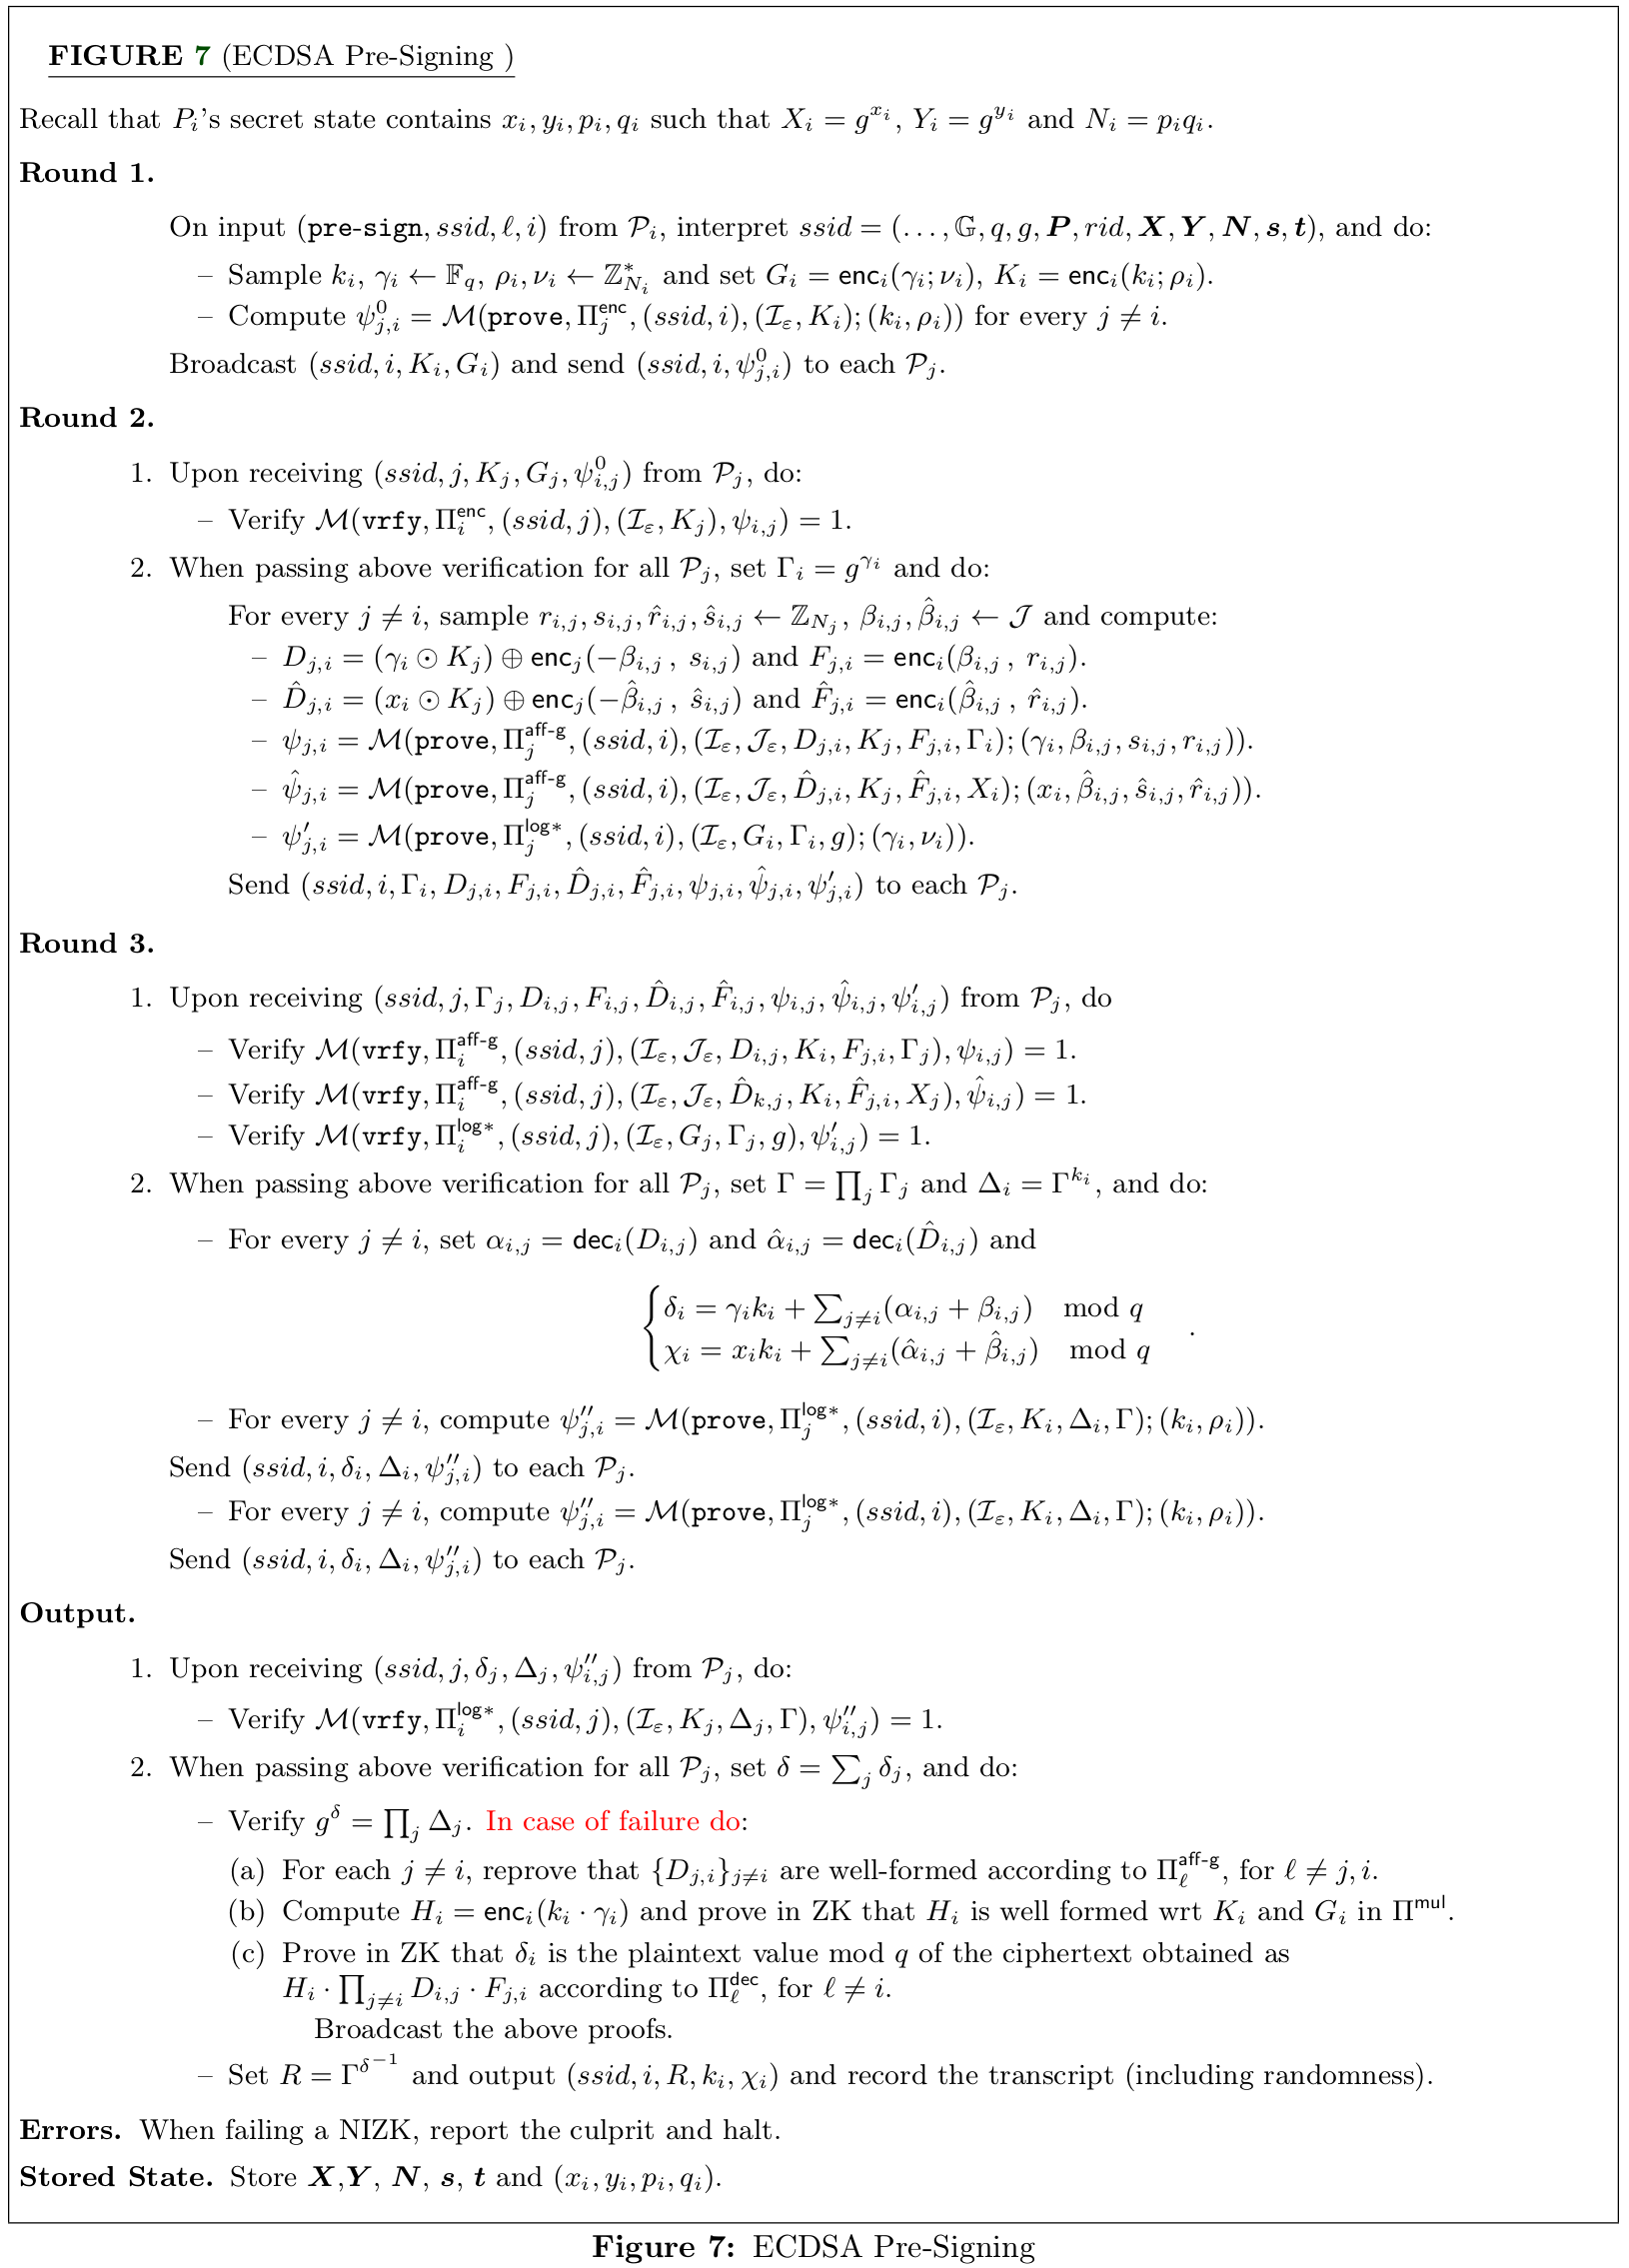 FIGURE 7 (ECDSA Pre-Signing )
Recall that $P_i$'s secret state contains $x_i, y_i, p_i, q_i$ such that $X_i = g^{x_i}$, $Y_i = g^{y_i}$ and $N_i = p_i q_i$.
Round 1.
On input $(\texttt{pre-sign}, ssid, \ell, i)$ from $\mathcal{P}_i$, interpret $ssid = (\ldots, \mathbb{G}, q, g, \boldsymbol{P}, rid, \boldsymbol{X}, \boldsymbol{Y}, \boldsymbol{N}, \boldsymbol{s}, \boldsymbol{t})$, and do:
– Sample $k_i, \gamma_i \leftarrow \mathbb{F}_q$, $\rho_i, \nu_i \leftarrow \mathbb{Z}^*_{N_i}$ and set $G_i = \mathsf{enc}_i(\gamma_i; \nu_i)$, $K_i = \mathsf{enc}_i(k_i; \rho_i)$.
– Compute $\psi^0_{j,i} = \mathcal{M}(\texttt{prove}, \Pi^{\mathsf{enc}}_j, (ssid, i), (\mathcal{I}_\varepsilon, K_i); (k_i, \rho_i))$ for every $j \neq i$.
Broadcast $(ssid, i, K_i, G_i)$ and send $(ssid, i, \psi^0_{j,i})$ to each $\mathcal{P}_j$.
Round 2.
1. Upon receiving $(ssid, j, K_j, G_j, \psi^0_{i,j})$ from $\mathcal{P}_j$, do:
– Verify $\mathcal{M}(\texttt{vrfy}, \Pi^{\mathsf{enc}}_i, (ssid, j), (\mathcal{I}_\varepsilon, K_j), \psi_{i,j}) = 1$.
2. When passing above verification for all $\mathcal{P}_j$, set $\Gamma_i = g^{\gamma_i}$ and do:
For every $j \neq i$, sample $r_{i,j}, s_{i,j}, \hat{r}_{i,j}, \hat{s}_{i,j} \leftarrow \mathbb{Z}_{N_j}$, $\beta_{i,j}, \hat{\beta}_{i,j} \leftarrow \mathcal{J}$ and compute:
– $D_{j,i} = (\gamma_i \odot K_j) \oplus \mathsf{enc}_j(-\beta_{i,j}, s_{i,j})$ and $F_{j,i} = \mathsf{enc}_i(\beta_{i,j}, r_{i,j})$.
– $\hat{D}_{j,i} = (x_i \odot K_j) \oplus \mathsf{enc}_j(-\hat{\beta}_{i,j}, \hat{s}_{i,j})$ and $\hat{F}_{j,i} = \mathsf{enc}_i(\hat{\beta}_{i,j}, \hat{r}_{i,j})$.
– $\psi_{j,i} = \mathcal{M}(\texttt{prove}, \Pi^{\mathsf{aff\text{-}g}}_j, (ssid, i), (\mathcal{I}_\varepsilon, \mathcal{J}_\varepsilon, D_{j,i}, K_j, F_{j,i}, \Gamma_i); (\gamma_i, \beta_{i,j}, s_{i,j}, r_{i,j}))$.
– $\hat{\psi}_{j,i} = \mathcal{M}(\texttt{prove}, \Pi^{\mathsf{aff\text{-}g}}_j, (ssid, i), (\mathcal{I}_\varepsilon, \mathcal{J}_\varepsilon, \hat{D}_{j,i}, K_j, \hat{F}_{j,i}, X_i); (x_i, \hat{\beta}_{i,j}, \hat{s}_{i,j}, \hat{r}_{i,j}))$.
– $\psi'_{j,i} = \mathcal{M}(\texttt{prove}, \Pi^{\mathsf{log}*}_j, (ssid, i), (\mathcal{I}_\varepsilon, G_i, \Gamma_i, g); (\gamma_i, \nu_i))$.
Send $(ssid, i, \Gamma_i, D_{j,i}, F_{j,i}, \hat{D}_{j,i}, \hat{F}_{j,i}, \psi_{j,i}, \hat{\psi}_{j,i}, \psi'_{j,i})$ to each $\mathcal{P}_j$.
Round 3.
1. Upon receiving $(ssid, j, \Gamma_j, D_{i,j}, F_{i,j}, \hat{D}_{i,j}, \hat{F}_{i,j}, \psi_{i,j}, \hat{\psi}_{i,j}, \psi'_{i,j})$ from $\mathcal{P}_j$, do
– Verify $\mathcal{M}(\texttt{vrfy}, \Pi^{\mathsf{aff\text{-}g}}_i, (ssid, j), (\mathcal{I}_\varepsilon, \mathcal{J}_\varepsilon, D_{i,j}, K_i, F_{j,i}, \Gamma_j), \psi_{i,j}) = 1$.
– Verify $\mathcal{M}(\texttt{vrfy}, \Pi^{\mathsf{aff\text{-}g}}_i, (ssid, j), (\mathcal{I}_\varepsilon, \mathcal{J}_\varepsilon, \hat{D}_{k,j}, K_i, \hat{F}_{j,i}, X_j), \hat{\psi}_{i,j}) = 1$.
– Verify $\mathcal{M}(\texttt{vrfy}, \Pi^{\mathsf{log}*}_i, (ssid, j), (\mathcal{I}_\varepsilon, G_j, \Gamma_j, g), \psi'_{i,j}) = 1$.
2. When passing above verification for all $\mathcal{P}_j$, set $\Gamma = \prod_j \Gamma_j$ and $\Delta_i = \Gamma^{k_i}$, and do:
– For every $j \neq i$, set $\alpha_{i,j} = \mathsf{dec}_i(D_{i,j})$ and $\hat{\alpha}_{i,j} = \mathsf{dec}_i(\hat{D}_{i,j})$ and
$\begin{cases} \delta_i = \gamma_i k_i + \sum_{j \neq i}(\alpha_{i,j} + \beta_{i,j}) \mod q \\ \chi_i = x_i k_i + \sum_{j \neq i}(\hat{\alpha}_{i,j} + \hat{\beta}_{i,j}) \mod q \end{cases}$.
– For every $j \neq i$, compute $\psi''_{j,i} = \mathcal{M}(\texttt{prove}, \Pi^{\mathsf{log}*}_j, (ssid, i), (\mathcal{I}_\varepsilon, K_i, \Delta_i, \Gamma); (k_i, \rho_i))$.
Send $(ssid, i, \delta_i, \Delta_i, \psi''_{j,i})$ to each $\mathcal{P}_j$.
– For every $j \neq i$, compute $\psi''_{j,i} = \mathcal{M}(\texttt{prove}, \Pi^{\mathsf{log}*}_j, (ssid, i), (\mathcal{I}_\varepsilon, K_i, \Delta_i, \Gamma); (k_i, \rho_i))$.
Send $(ssid, i, \delta_i, \Delta_i, \psi''_{j,i})$ to each $\mathcal{P}_j$.
Output.
1. Upon receiving $(ssid, j, \delta_j, \Delta_j, \psi''_{i,j})$ from $\mathcal{P}_j$, do:
– Verify $\mathcal{M}(\texttt{vrfy}, \Pi^{\mathsf{log}*}_i, (ssid, j), (\mathcal{I}_\varepsilon, K_j, \Delta_j, \Gamma), \psi''_{i,j}) = 1$.
2. When passing above verification for all $\mathcal{P}_j$, set $\delta = \sum_j \delta_j$, and do:
– Verify $g^\delta = \prod_j \Delta_j$. In case of failure do:
(a) For each $j \neq i$, reprove that $\{D_{j,i}\}_{j \neq i}$ are well-formed according to $\Pi^{\mathsf{aff\text{-}g}}_\ell$, for $\ell \neq j, i$.
(b) Compute $H_i = \mathsf{enc}_i(k_i \cdot \gamma_i)$ and prove in ZK that $H_i$ is well formed wrt $K_i$ and $G_i$ in $\Pi^{\mathsf{mul}}$.
(c) Prove in ZK that $\delta_i$ is the plaintext value mod $q$ of the ciphertext obtained as
$H_i \cdot \prod_{j \neq i} D_{i,j} \cdot F_{j,i}$ according to $\Pi^{\mathsf{dec}}_\ell$, for $\ell \neq i$.
Broadcast the above proofs.
– Set $R = \Gamma^{\delta^{-1}}$ and output $(ssid, i, R, k_i, \chi_i)$ and record the transcript (including randomness).
Errors. When failing a NIZK, report the culprit and halt.
Stored State. Store $\boldsymbol{X}$,$\boldsymbol{Y}$, $\boldsymbol{N}$, $\boldsymbol{s}$, $\boldsymbol{t}$ and $(x_i, y_i, p_i, q_i)$.
Figure 7: ECDSA Pre-Signing